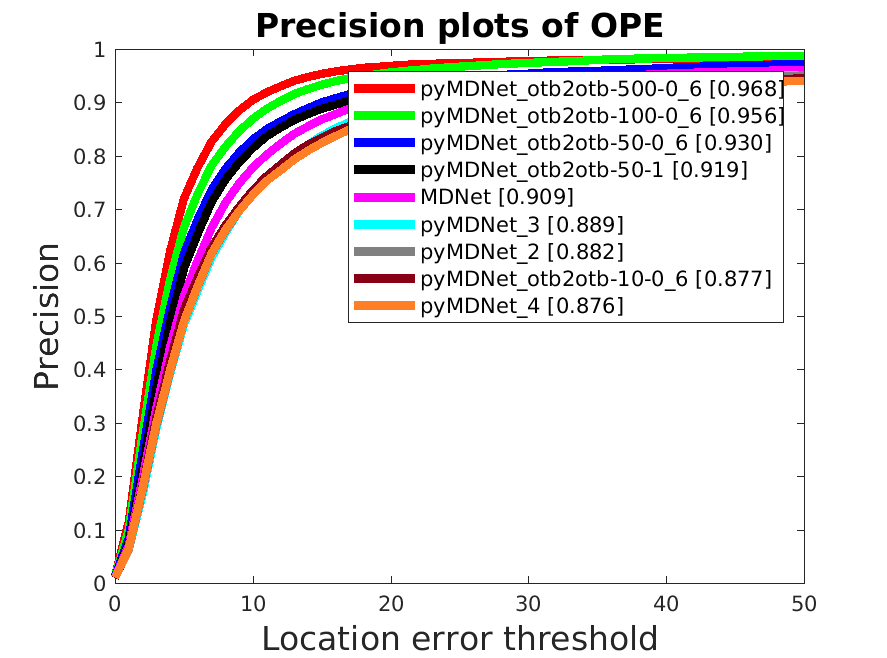 Precision plots of OPE
1
0.9
0.8
0.7
0.6
0.5
0.4
0.3
0.2
0.1
0
Precision
pyMDNet_otb2otb-500-0_6 [0.968]
pyMDNet_otb2otb-100-0_6 [0.956]
pyMDNet_otb2otb-50-0_6 [0.930]
pyMDNet_otb2otb-50-1 [0.919]
MDNet [0.909]
pyMDNet_3 [0.889]
pyMDNet_2 [0.882]
pyMDNet_otb2otb-10-0_6 [0.877]
pyMDNet_4 [0.876]
0 10 20 30 40 50
Location error threshold